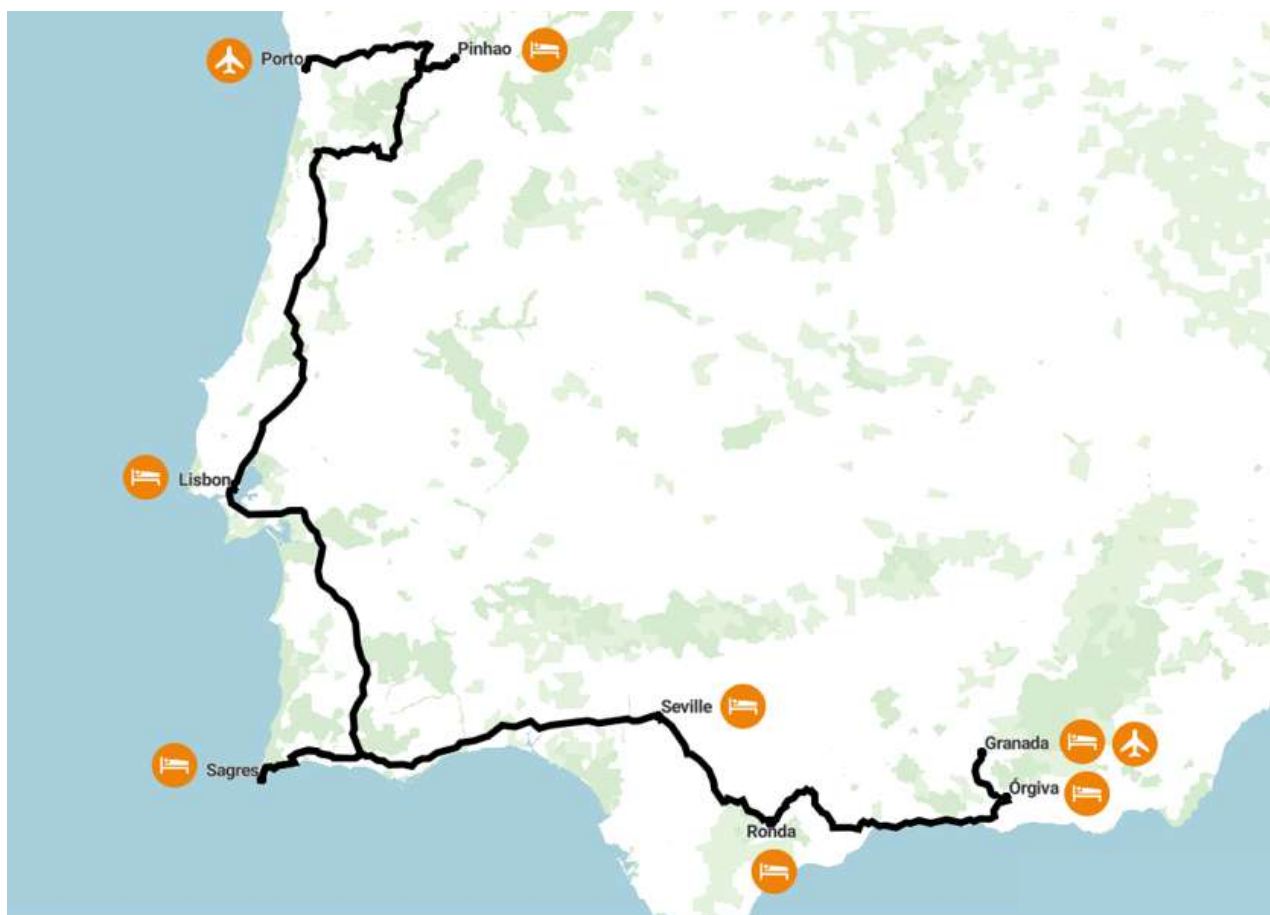 Porto
Pinhao
Lisbon
Seville
Granada
Sagres
Órgiva
Ronda